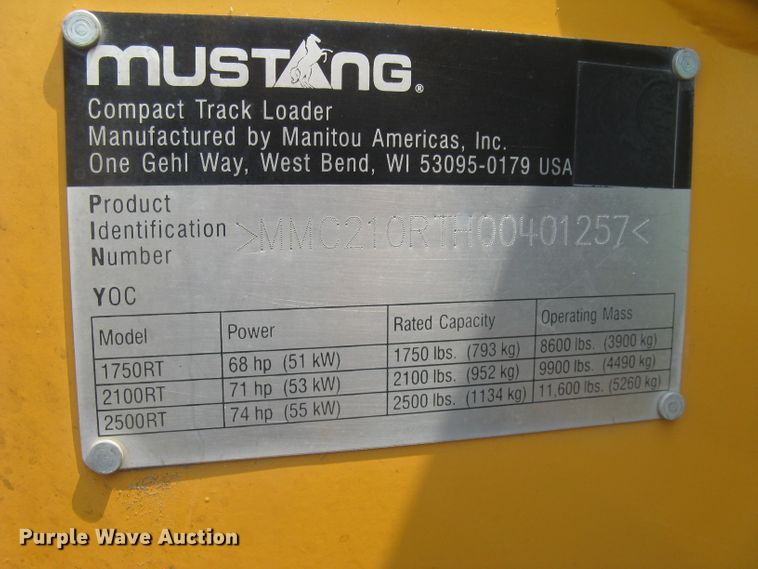 MUSTANG®
Compact Track Loader
Manufactured by Manitou Americas, Inc.
One Gehl Way, West Bend, WI 53095-0179 USA
Product
Identification >MMC210RTH00401257<
Number
YOC
Model Power Rated Capacity Operating Mass
1750RT 68 hp (51 kW) 1750 lbs. (793 kg) 8600 lbs. (3900 kg)
2100RT 71 hp (53 kW) 2100 lbs. (952 kg) 9900 lbs. (4490 kg)
2500RT 74 hp (55 kW) 2500 lbs. (1134 kg) 11,600 lbs. (5260 kg)
Purple Wave Auction